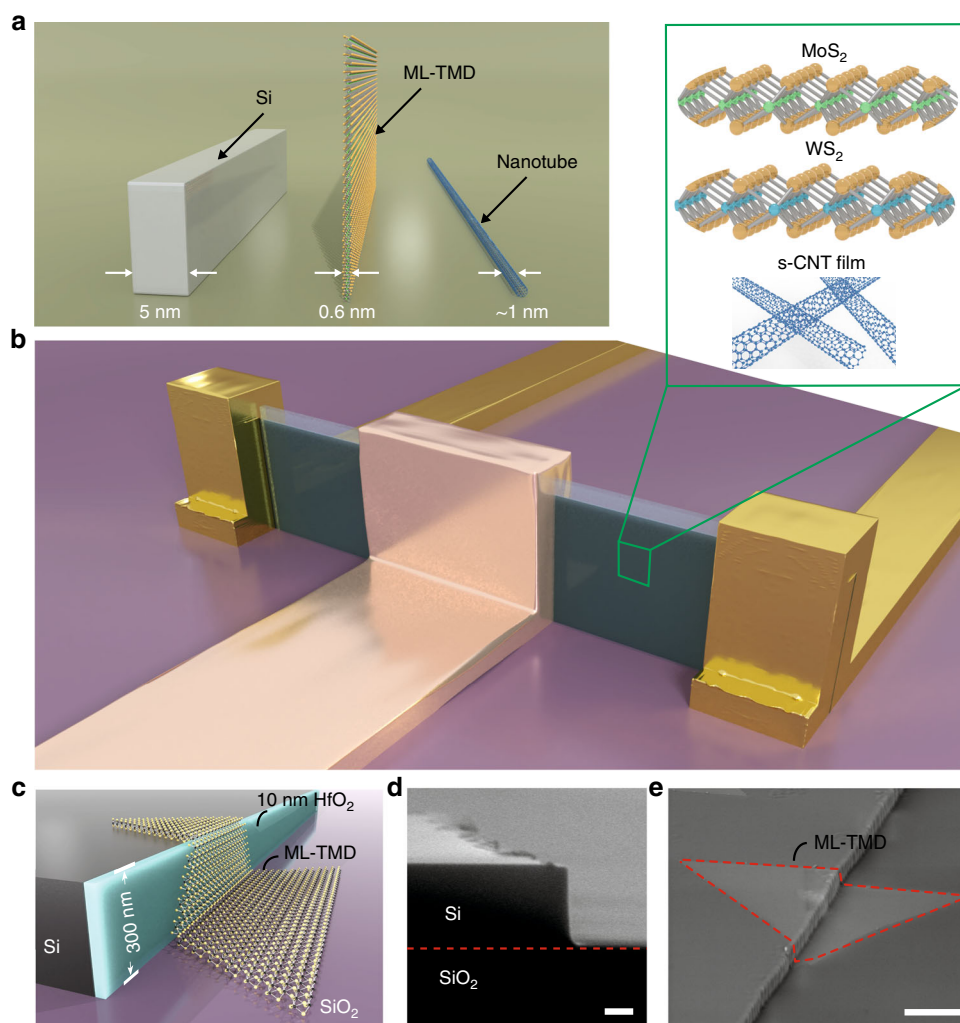 a
Si
ML-TMD
Nanotube
5 nm
0.6 nm
~1 nm
MoS₂
WS₂
s-CNT film
b
c
10 nm HfO₂
ML-TMD
300 nm
Si
SiO₂
d
Si
SiO₂
e
ML-TMD